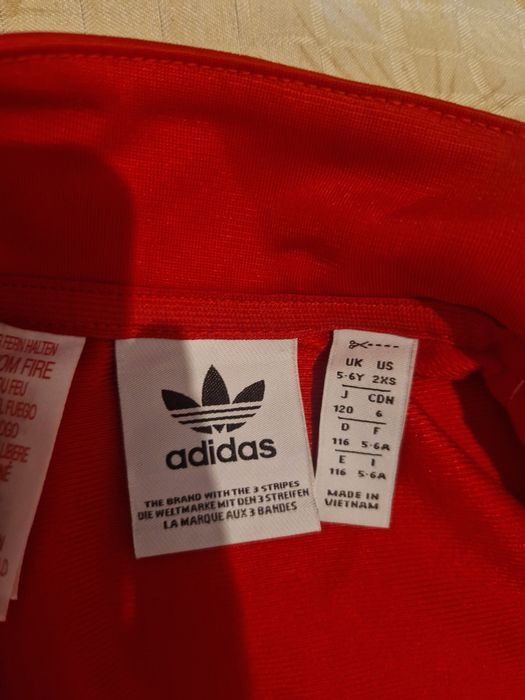 FERN HALTEN
OM FIRE
U FEU
FUEGO
OGO
adidas
THE BRAND WITH THE 3 STRIPES
DIE WELTMARKE MIT DEN 3 STREIFEN
LA MARQUE AUX 3 BANDES
UK US
5-6Y 2XS
J CDN
120 6
D F
116 5-6A
E I
116 5-6A
MADE IN
VIETNAM